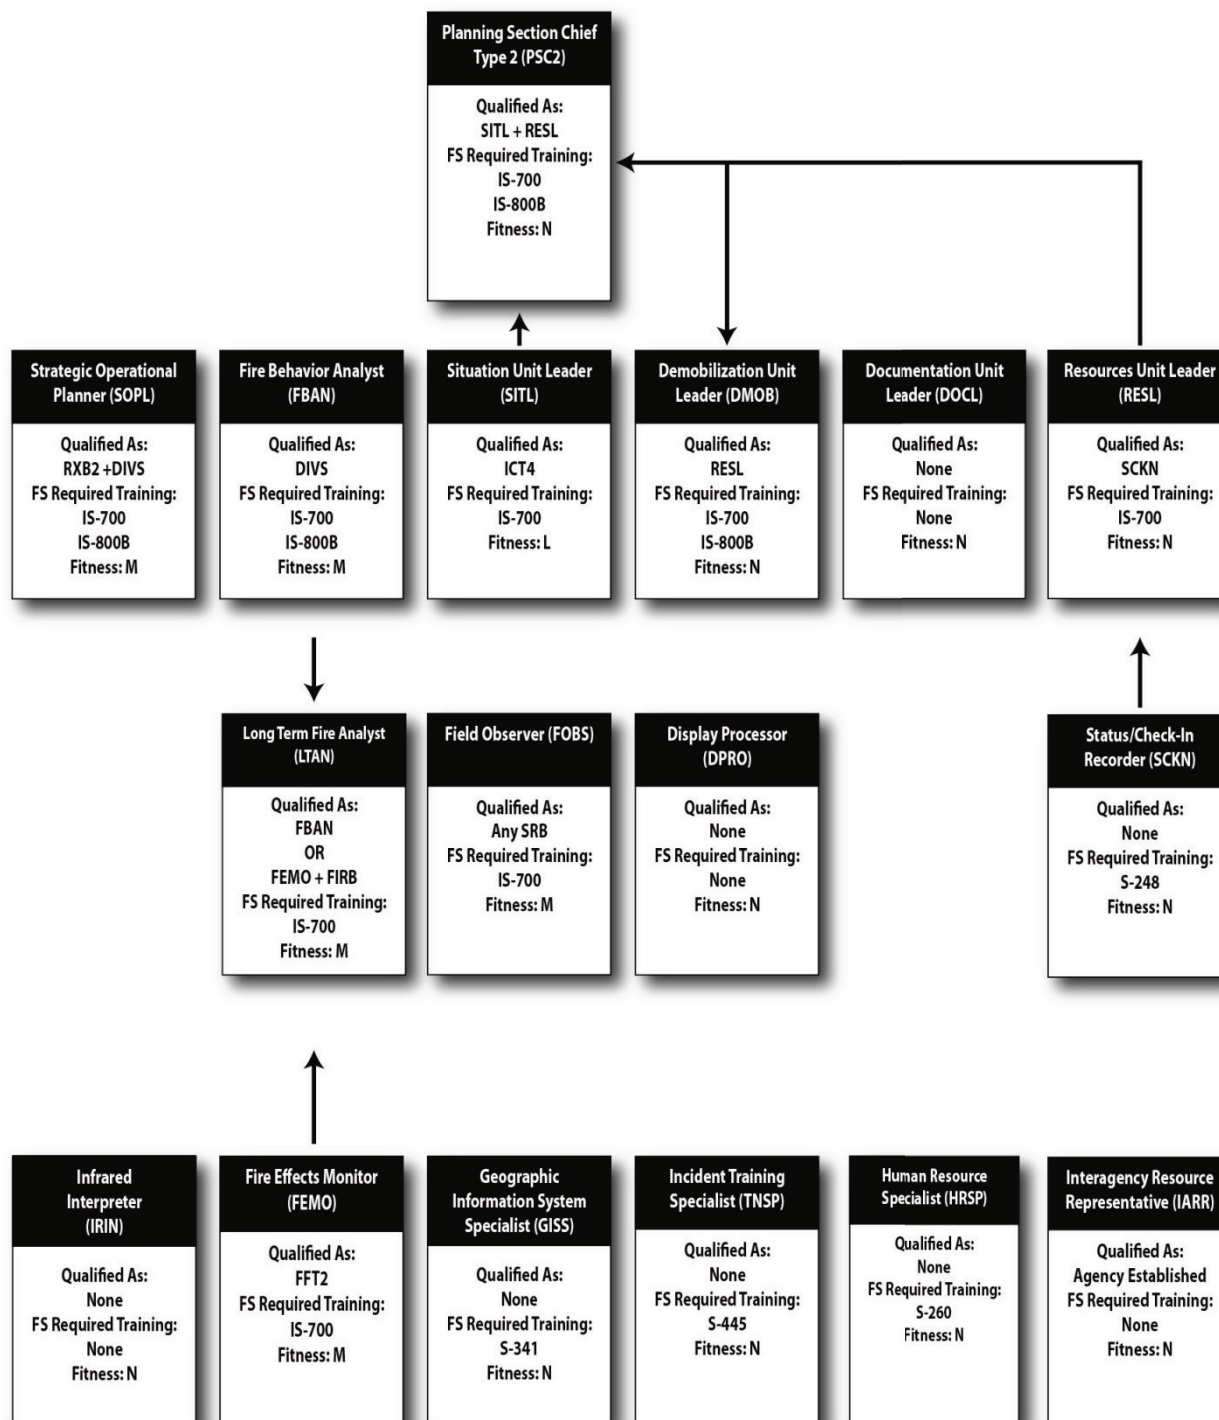 Planning Section Chief
Type 2 (PSC2)
Qualified As:
SITL + RESL
FS Required Training:
IS-700
IS-800B
Fitness: N
Strategic Operational
Planner (SOPL)
Qualified As:
RXB2 +DIVS
FS Required Training:
IS-700
IS-800B
Fitness: M
Fire Behavior Analyst
(FBAN)
Qualified As:
DIVS
FS Required Training:
IS-700
IS-800B
Fitness: M
Situation Unit Leader
(SITL)
Qualified As:
ICT4
FS Required Training:
IS-700
Fitness: L
Demobilization Unit
Leader (DMOB)
Qualified As:
RESL
FS Required Training:
IS-700
IS-800B
Fitness: N
Documentation Unit
Leader (DOCL)
Qualified As:
None
FS Required Training:
None
Fitness: N
Resources Unit Leader
(RESL)
Qualified As:
SCKN
FS Required Training:
IS-700
Fitness: N
Long Term Fire Analyst
(LTAN)
Qualified As:
FBAN
OR
FEMO + FIRB
FS Required Training:
IS-700
Fitness: M
Field Observer (FOBS)
Qualified As:
Any SRB
FS Required Training:
IS-700
Fitness: M
Display Processor
(DPRO)
Qualified As:
None
FS Required Training:
None
Fitness: N
Status/Check-In
Recorder (SCKN)
Qualified As:
None
FS Required Training:
S-248
Fitness: N
Infrared
Interpreter
(IRIN)
Qualified As:
None
FS Required Training:
None
Fitness: N
Fire Effects Monitor
(FEMO)
Qualified As:
FFT2
FS Required Training:
IS-700
Fitness: M
Geographic
Information System
Specialist (GISS)
Qualified As:
None
FS Required Training:
S-341
Fitness: N
Incident Training
Specialist (TNSP)
Qualified As:
None
FS Required Training:
S-445
Fitness: N
Human Resource
Specialist (HRSP)
Qualified As:
None
FS Required Training:
S-260
Fitness: N
Interagency Resource
Representative (IARR)
Qualified As:
Agency Established
FS Required Training:
None
Fitness: N